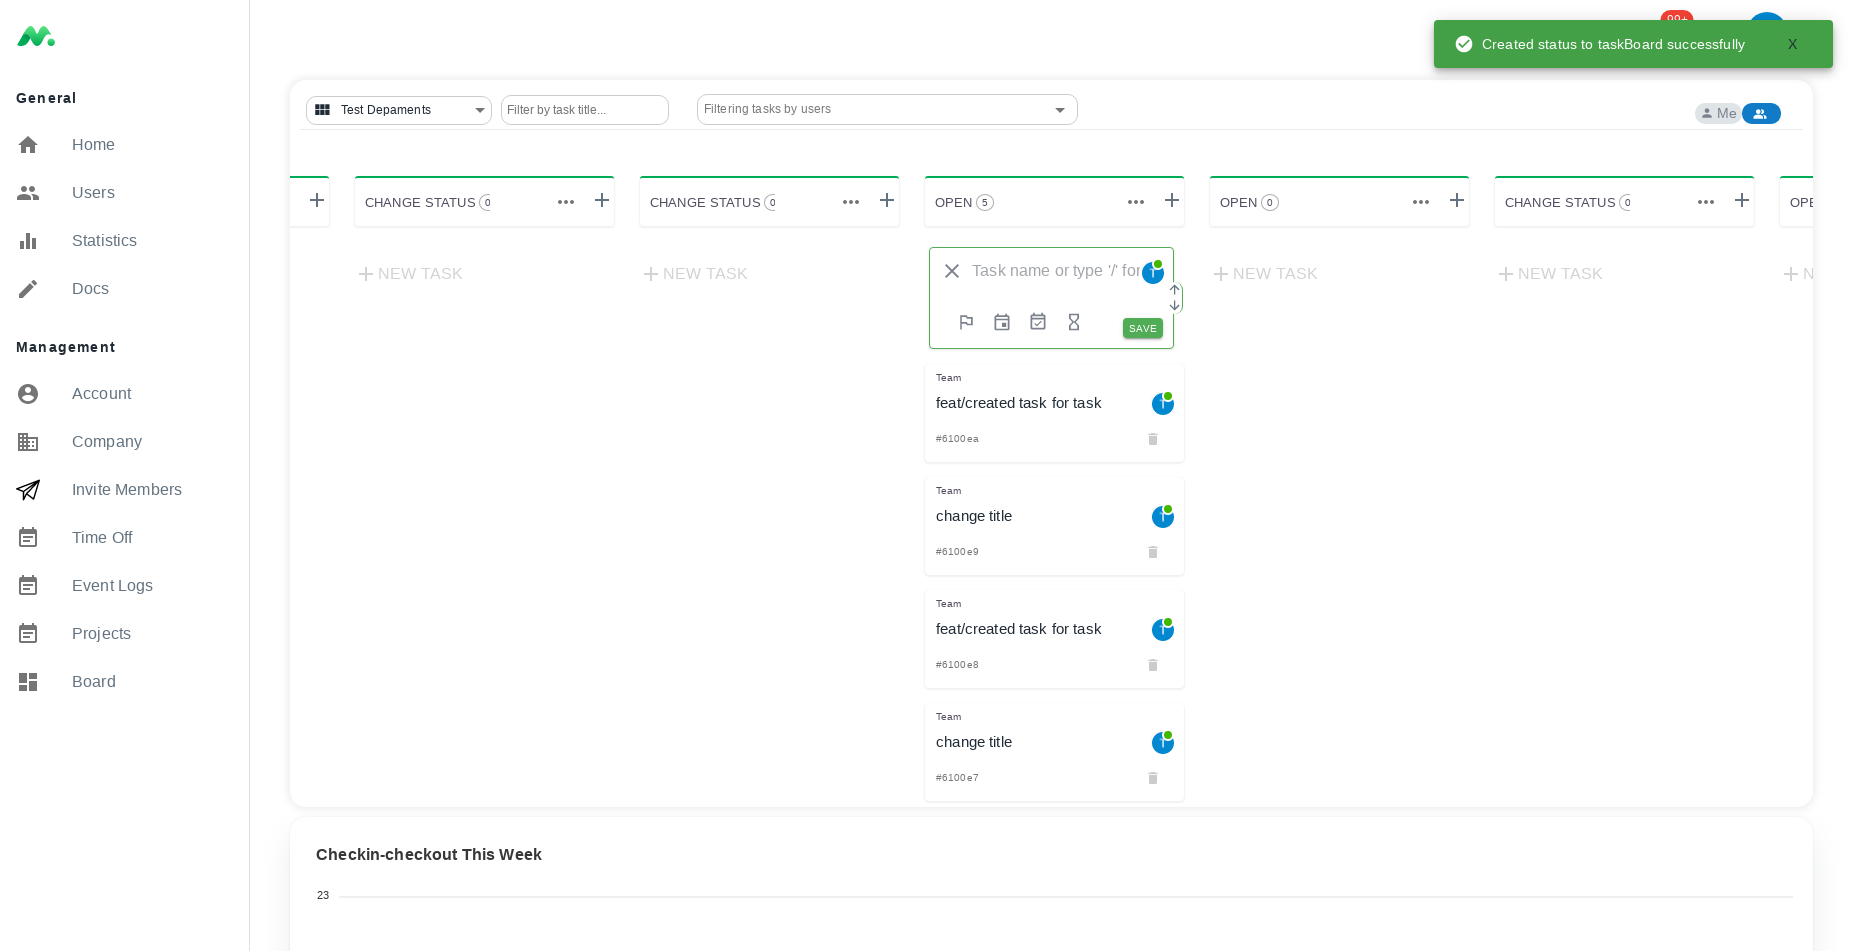 General
Home
Users
Statistics
Docs
Management
Account
Company
Invite Members
Time Off
Event Logs
Projects
Board
99+
Created status to taskBoard successfully X
Test Depaments
Filter by task title...
Filtering tasks by users
Me
CHANGE STATUS 0
CHANGE STATUS 0
OPEN 5
OPEN 0
CHANGE STATUS 0
OPE
NEW TASK
NEW TASK
Task name or type '/' for
T
SAVE
NEW TASK
NEW TASK
N
Team
feat/created task for task
T
#6100ea
Team
change title
T
#6100e9
Team
feat/created task for task
T
#6100e8
Team
change title
T
#6100e7
Checkin-checkout This Week
23